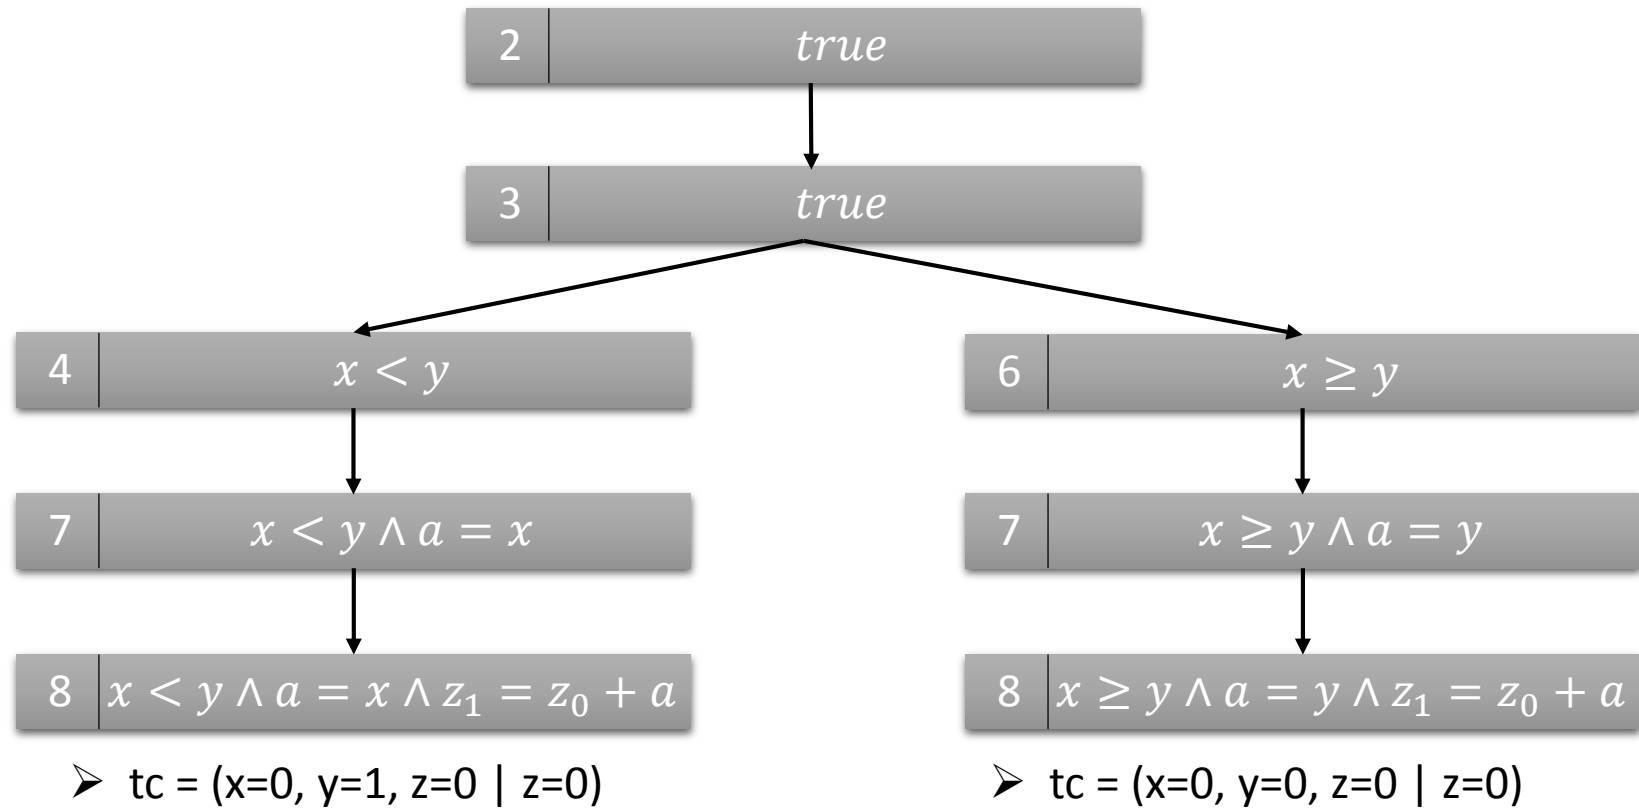 2 true
3 true
4 x < y
6 x ≥ y
7 x < y ∧ a = x
7 x ≥ y ∧ a = y
8 x < y ∧ a = x ∧ z₁ = z₀ + a
8 x ≥ y ∧ a = y ∧ z₁ = z₀ + a
➢ tc = (x=0, y=1, z=0 | z=0)
➢ tc = (x=0, y=0, z=0 | z=0)